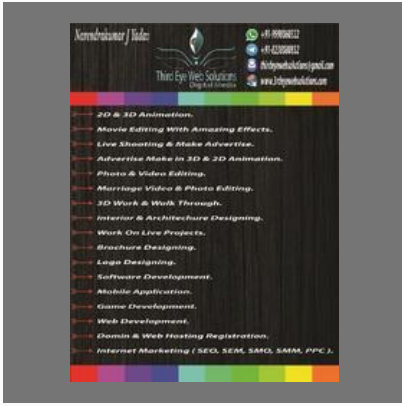 Narendrakumar J Yadav
Third Eye Web Solutions
Digital Media
2D & 3D Animation.
Movie Editing With Amazing Effects.
Live Shooting & Make Advertise.
Advertise Make in 3D & 2D Animation.
Photo & Video Editing.
Marriage Video & Photo Editing.
3D Work & Walk Through.
Interior & Architechure Designing.
Work On Live Projects.
Brochure Designing.
Logo Designing.
Software Development.
Mobile Application.
Game Development.
Web Development.
Domin & Web Hosting Registration.
Internet Marketing ( SEO, SEM, SMO, SMM, PPC ).